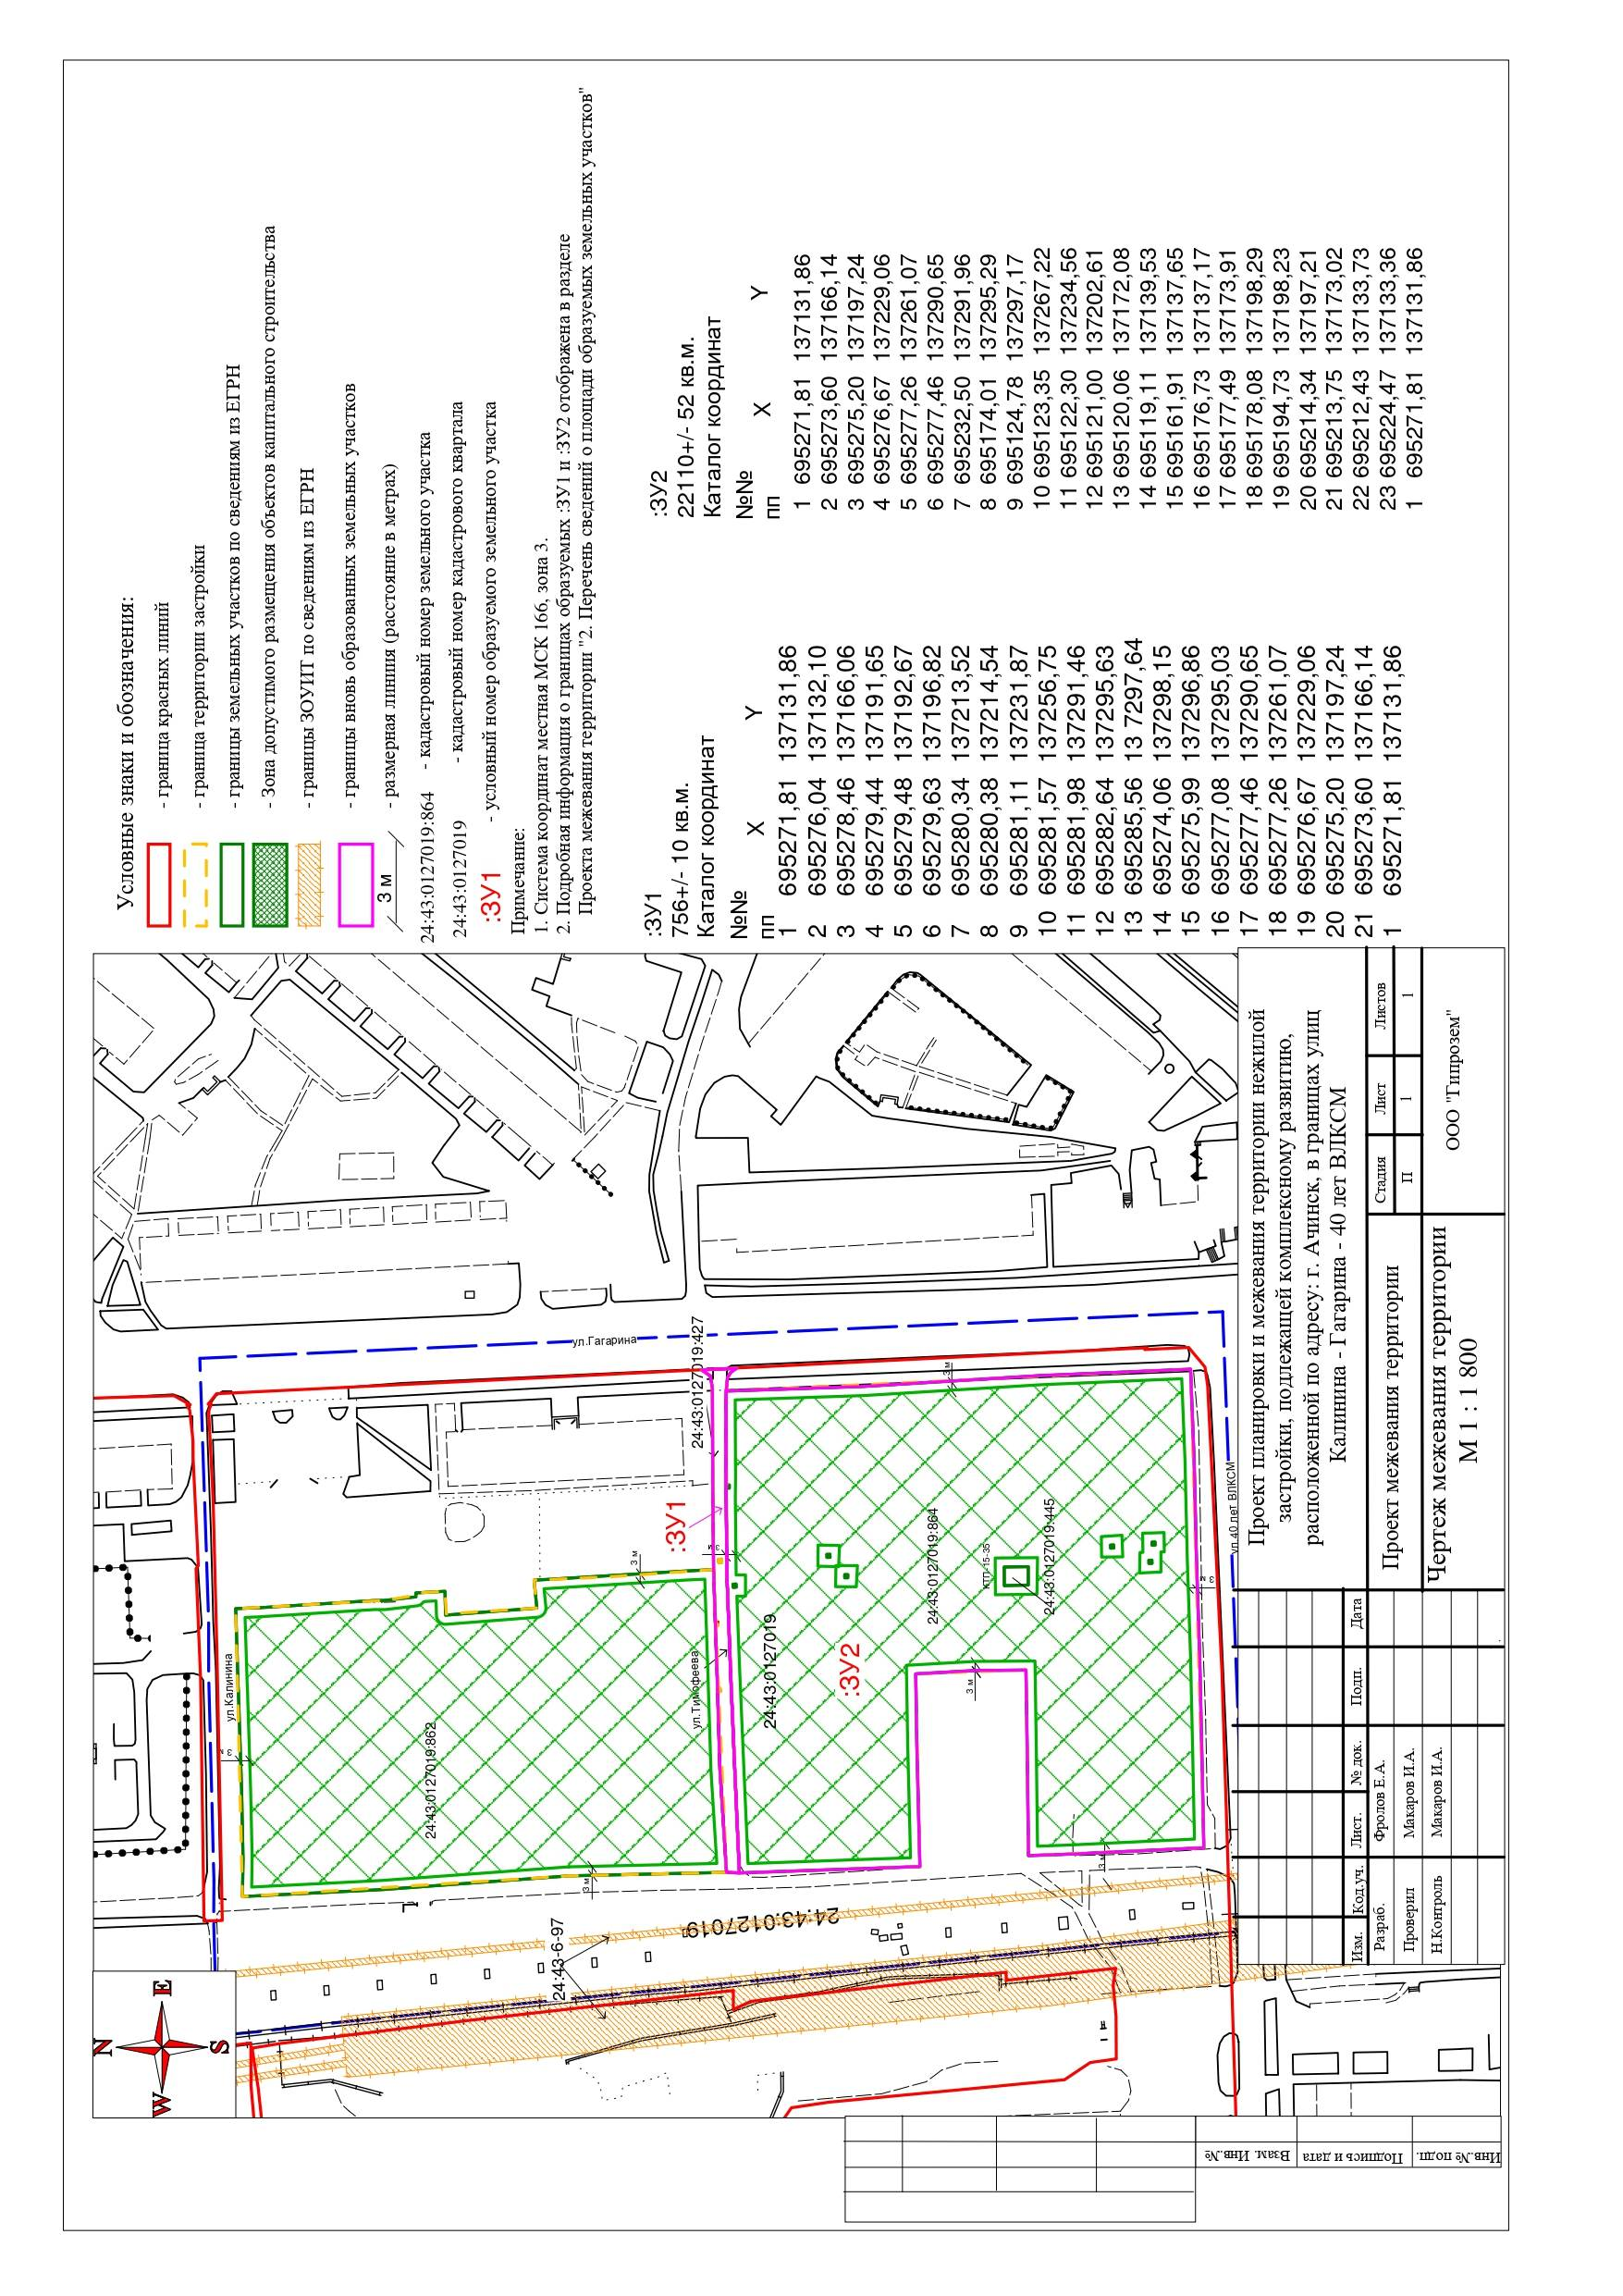 Условные знаки и обозначения:
- граница красных линий
- граница территории застройки
- границы земельных участков по сведениям из ЕГРН
- Зона допустимого размещения объектов капитального строительства
- границы ЗОУИТ по сведениям из ЕГРН
- границы вновь образованных земельных участков
3 м - размерная линия (расстояние в метрах)
24:43:0127019:864 - кадастровый номер земельного участка
24:43:0127019 - кадастровый номер кадастрового квартала
:ЗУ1 - условный номер образуемого земельного участка
Примечание:
1. Система координат местная МСК 166, зона 3.
2. Подробная информация о границах образуемых :ЗУ1 и :ЗУ2 отображена в разделе
Проекта межевания территории "2. Перечень сведений о площади образуемых земельных участков"
:ЗУ1
756+/- 10 кв.м.
Каталог координат
№№ X Y
пп
1 695271,81 137131,86
2 695276,04 137132,10
3 695278,46 137166,06
4 695279,44 137191,65
5 695279,48 137192,67
6 695279,63 137196,82
7 695280,34 137213,52
8 695280,38 137214,54
9 695281,11 137231,87
10 695281,57 137256,75
11 695281,98 137291,46
12 695282,64 137295,63
13 695285,56 13 7297,64
14 695274,06 137298,15
15 695275,99 137296,86
16 695277,08 137295,03
17 695277,46 137290,65
18 695277,26 137261,07
19 695276,67 137229,06
20 695275,20 137197,24
21 695273,60 137166,14
1 695271,81 137131,86
:ЗУ2
22110+/- 52 кв.м.
Каталог координат
№№ X Y
пп
1 695271,81 137131,86
2 695273,60 137166,14
3 695275,20 137197,24
4 695276,67 137229,06
5 695277,26 137261,07
6 695277,46 137290,65
7 695232,50 137291,96
8 695174,01 137295,29
9 695124,78 137297,17
10 695123,35 137267,22
11 695122,30 137234,56
12 695121,00 137202,61
13 695120,06 137172,08
14 695119,11 137139,53
15 695161,91 137137,65
16 695176,73 137137,17
17 695177,49 137173,91
18 695178,08 137198,29
19 695194,73 137198,23
20 695214,34 137197,21
21 695213,75 137173,02
22 695212,43 137133,73
23 695224,47 137133,36
1 695271,81 137131,86
N
E
S
W
ул.Калинина
ул.Гагарина
ул.Тимофеева
ул 40 лет ВЛКСМ
24:43:0127019:862
24:43:0127019:427
:ЗУ1
24:43:0127019
:ЗУ2
24:43:0127019:864
КТП-15-35
24:43:0127019:445
24:43-6-97
24:43:0127019
3 м
3 м
3 м
3 м
3 м
3 м
3 м
3 м
Проект планировки и межевания территории нежилой
застройки, подлежащей комплексному развитию,
расположенной по адресу: г. Ачинск, в границах улиц
Калинина - Гагарина - 40 лет ВЛКСМ
Изм. Код.уч. Лист. № док. Подп. Дата
Разраб. Фролов Е.А.
Проверил Макаров И.А.
Н.Контроль Макаров И.А.
Проект межевания территории
Стадия Лист Листов
П 1 1
Чертеж межевания территории
М 1 : 1 800
ООО "Гипрозем"
Взам. Инв.№
Подпись и дата
Инв.№ подп.